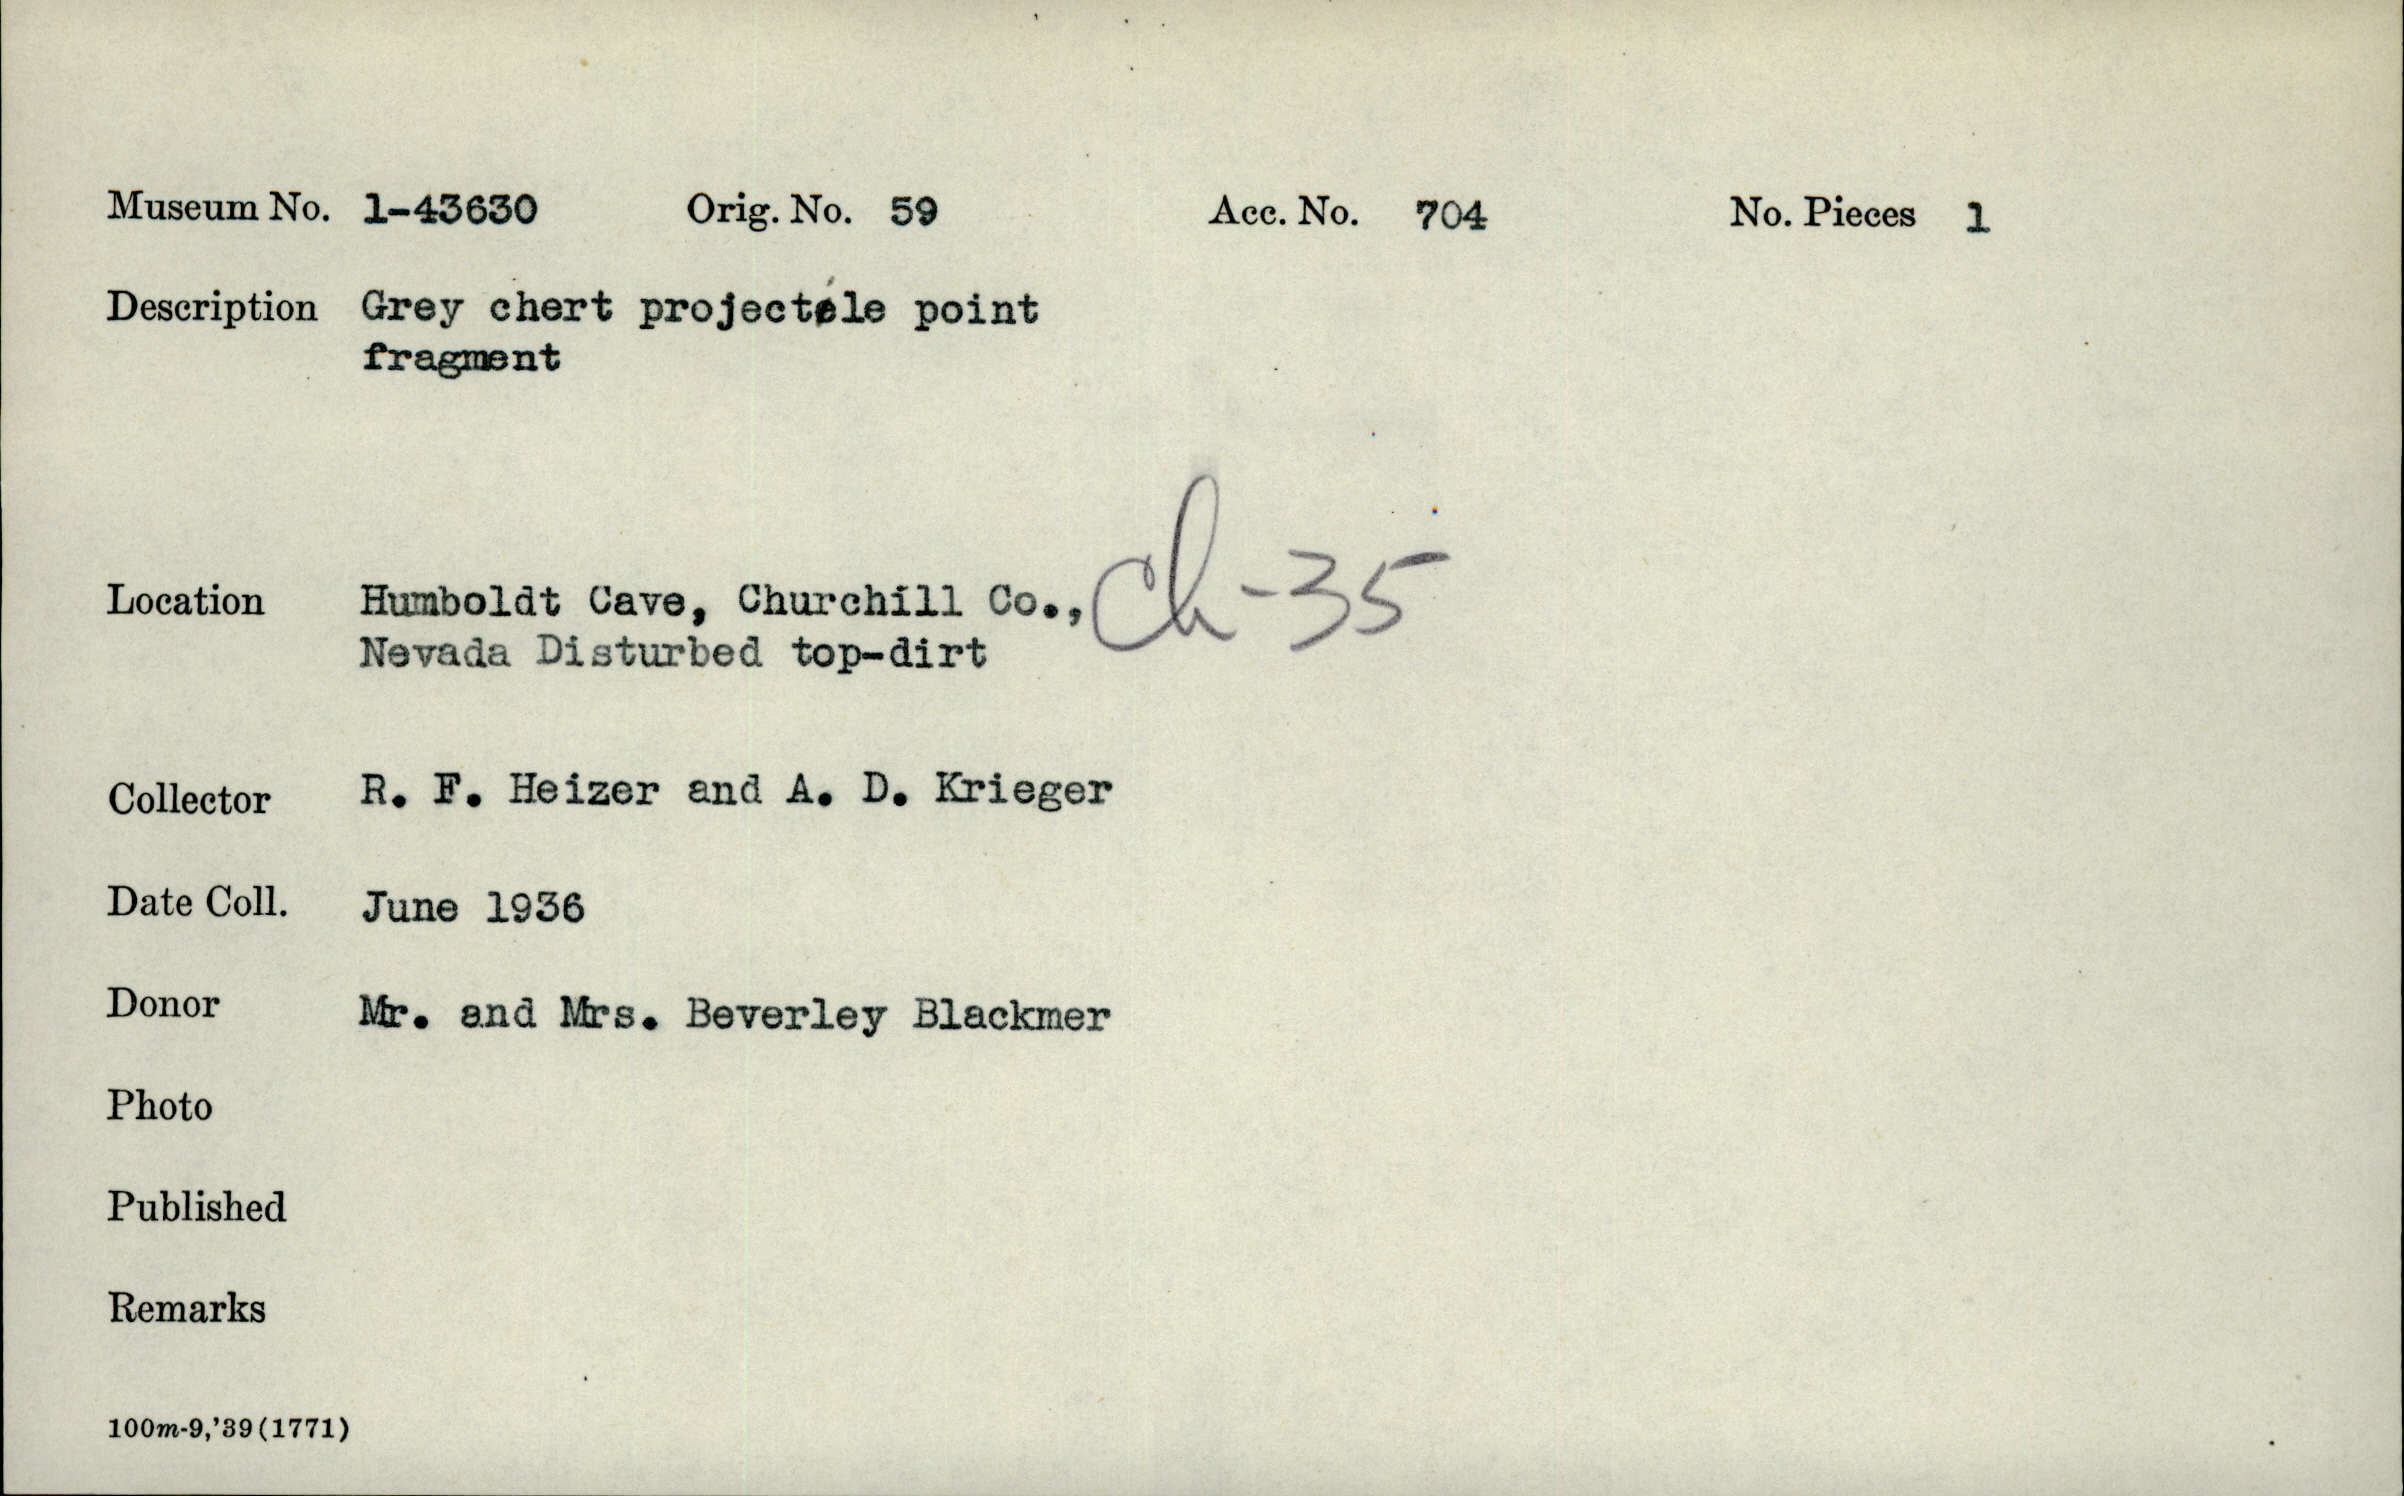 Museum No. 1-43630 Orig. No. 59 Acc. No. 704 No. Pieces 1
Description Grey chert projectile point
fragment
Location Humboldt Cave, Churchill Co., Ch-35
Nevada Disturbed top-dirt
Collector R. F. Heizer and A. D. Krieger
Date Coll. June 1936
Donor Mr. and Mrs. Beverley Blackmer
Photo
Published
Remarks
100m-9,'39(1771)